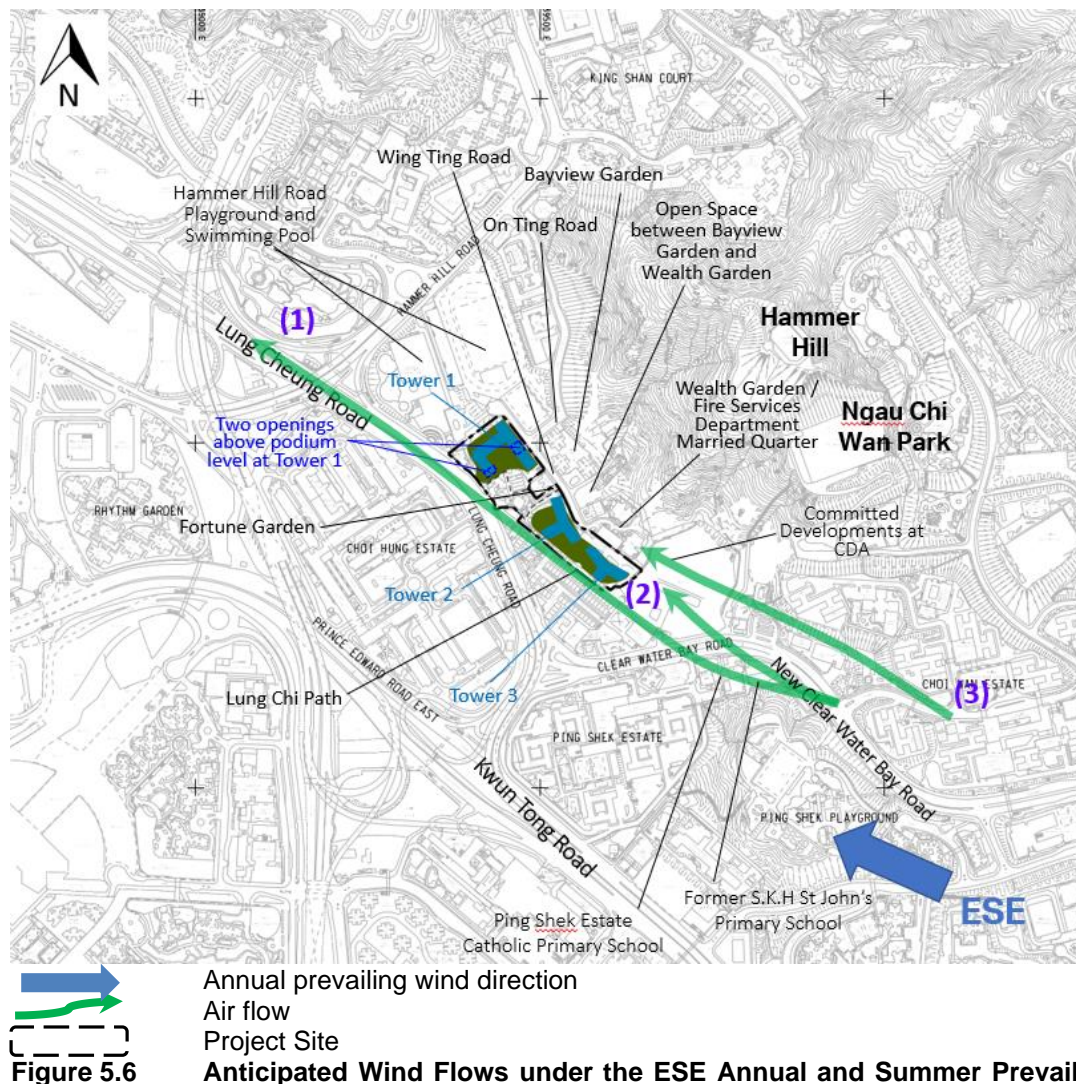 39000 E
39500 E
N
KING SHAN COURT
Wing Ting Road
Bayview Garden
Hammer Hill Road
Playground and
Swimming Pool
On Ting Road
Open Space
between Bayview
Garden and
Wealth Garden
HAMMER HILL ROAD
(1)
Hammer
Hill
Lung Cheung Road
Tower 1
Wealth Garden /
Fire Services
Department
Married Quarter
Ngau Chi
Wan Park
Two openings
above podium
level at Tower 1
RHYTHM GARDEN
Fortune Garden
LUNG CHEUNG ROAD
CHOI HUNG ESTATE
Committed
Developments at
CDA
Tower 2
(2)
PRINCE EDWARD ROAD EAST
CLEAR WATER BAY ROAD
Lung Chi Path
Tower 3
New Clear Water Bay Road
CHOI WAN ESTATE
(3)
PING SHEK ESTATE
Kwun Tong Road
PING SHEK PLAYGROUND
ESE
Ping Shek Estate
Catholic Primary School
Former S.K.H St John's
Primary School
Annual prevailing wind direction
Air flow
Project Site
Figure 5.6 Anticipated Wind Flows under the ESE Annual and Summer Prevail